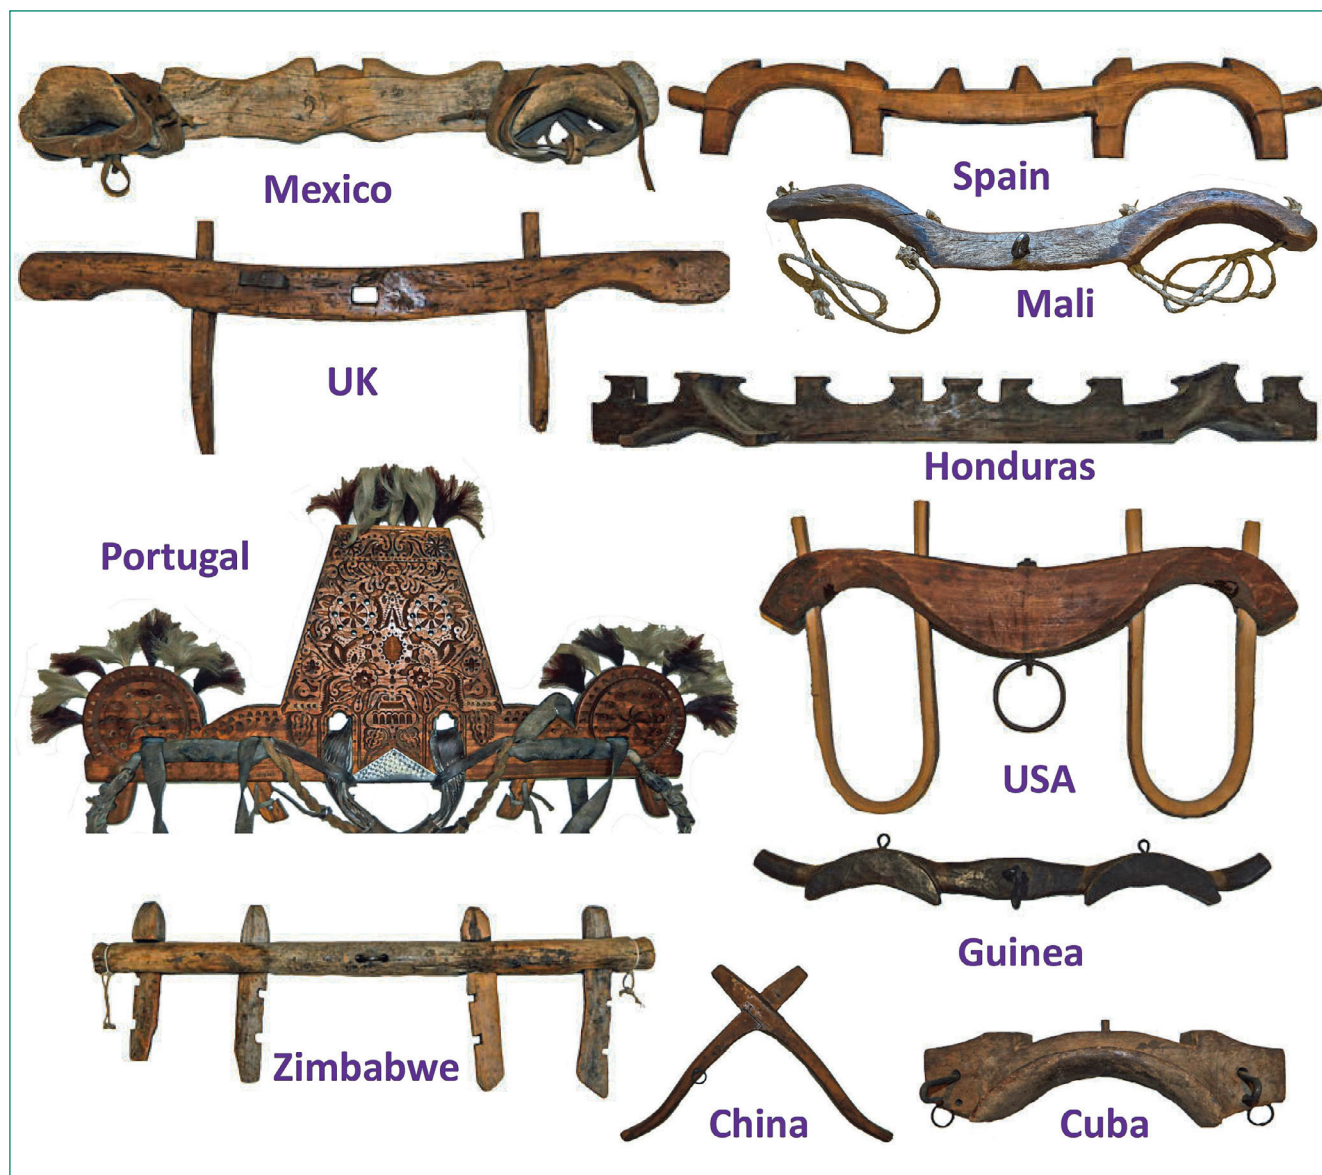 Mexico
Spain
Mali
UK
Honduras
Portugal
USA
Guinea
Zimbabwe
China
Cuba